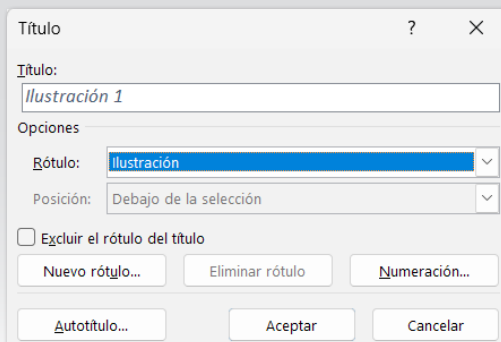 Título ?
Título:
Ilustración 1
Opciones
Rótulo: Ilustración
Posición: Debajo de la selección
Excluir el rótulo del título
Nuevo rótulo... Eliminar rótulo Numeración...
Autotítulo... Aceptar Cancelar